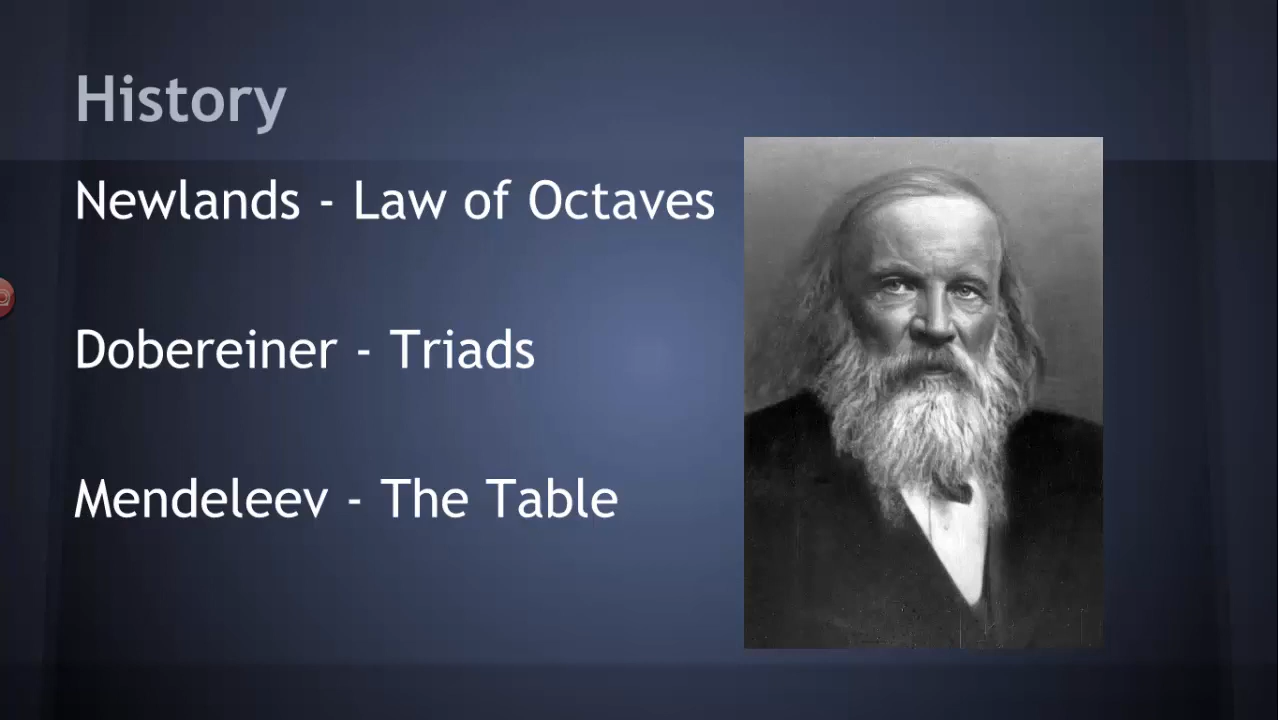 History
Newlands - Law of Octaves
Dobereiner - Triads
Mendeleev - The Table